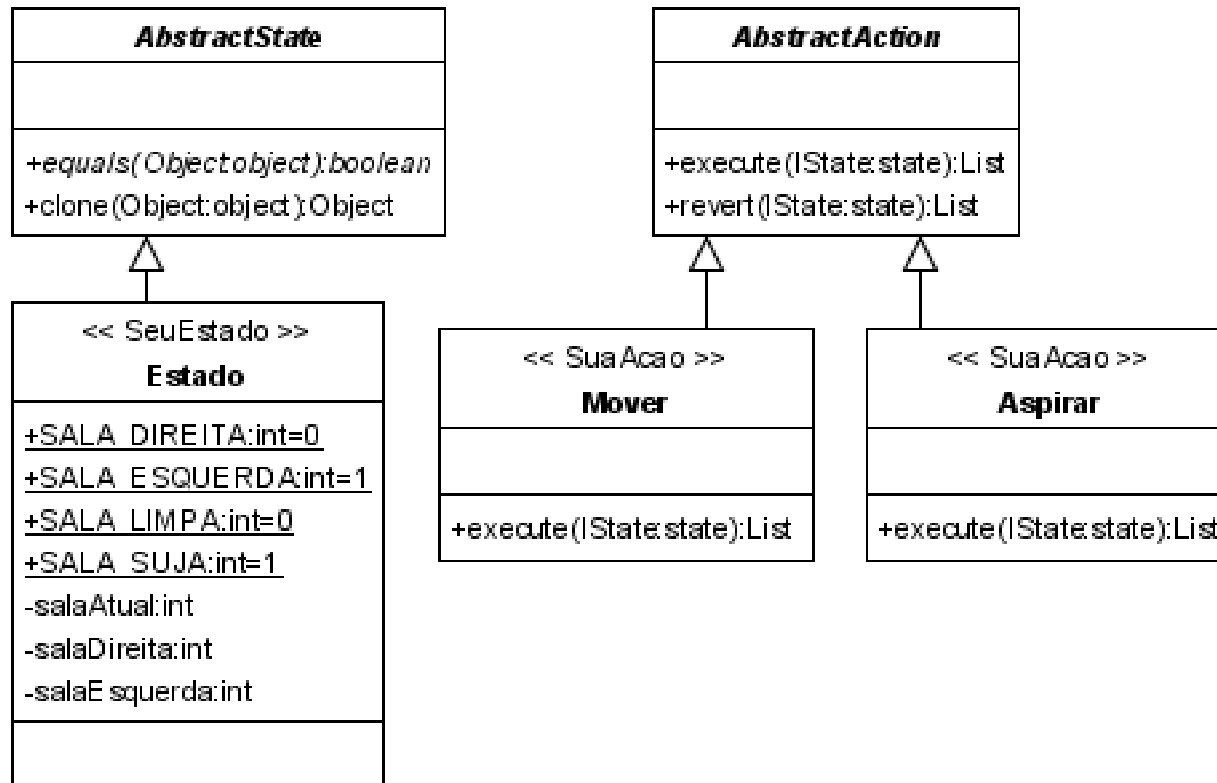 AbstractState
+equals(Object:object):boolean
+clone(Object:object):Object
<< SeuEstado >>
Estado
+SALA_DIREITA:int=0
+SALA_ESQUERDA:int=1
+SALA_LIMPA:int=0
+SALA_SUJA:int=1
-salaAtual:int
-salaDireita:int
-salaEsquerda:int
AbstractAction
+execute(IState:state):List
+revert(IState:state):List
<< SuaAcao >>
Mover
+execute(IState:state):List
<< SuaAcao >>
Aspirar
+execute(IState:state):List